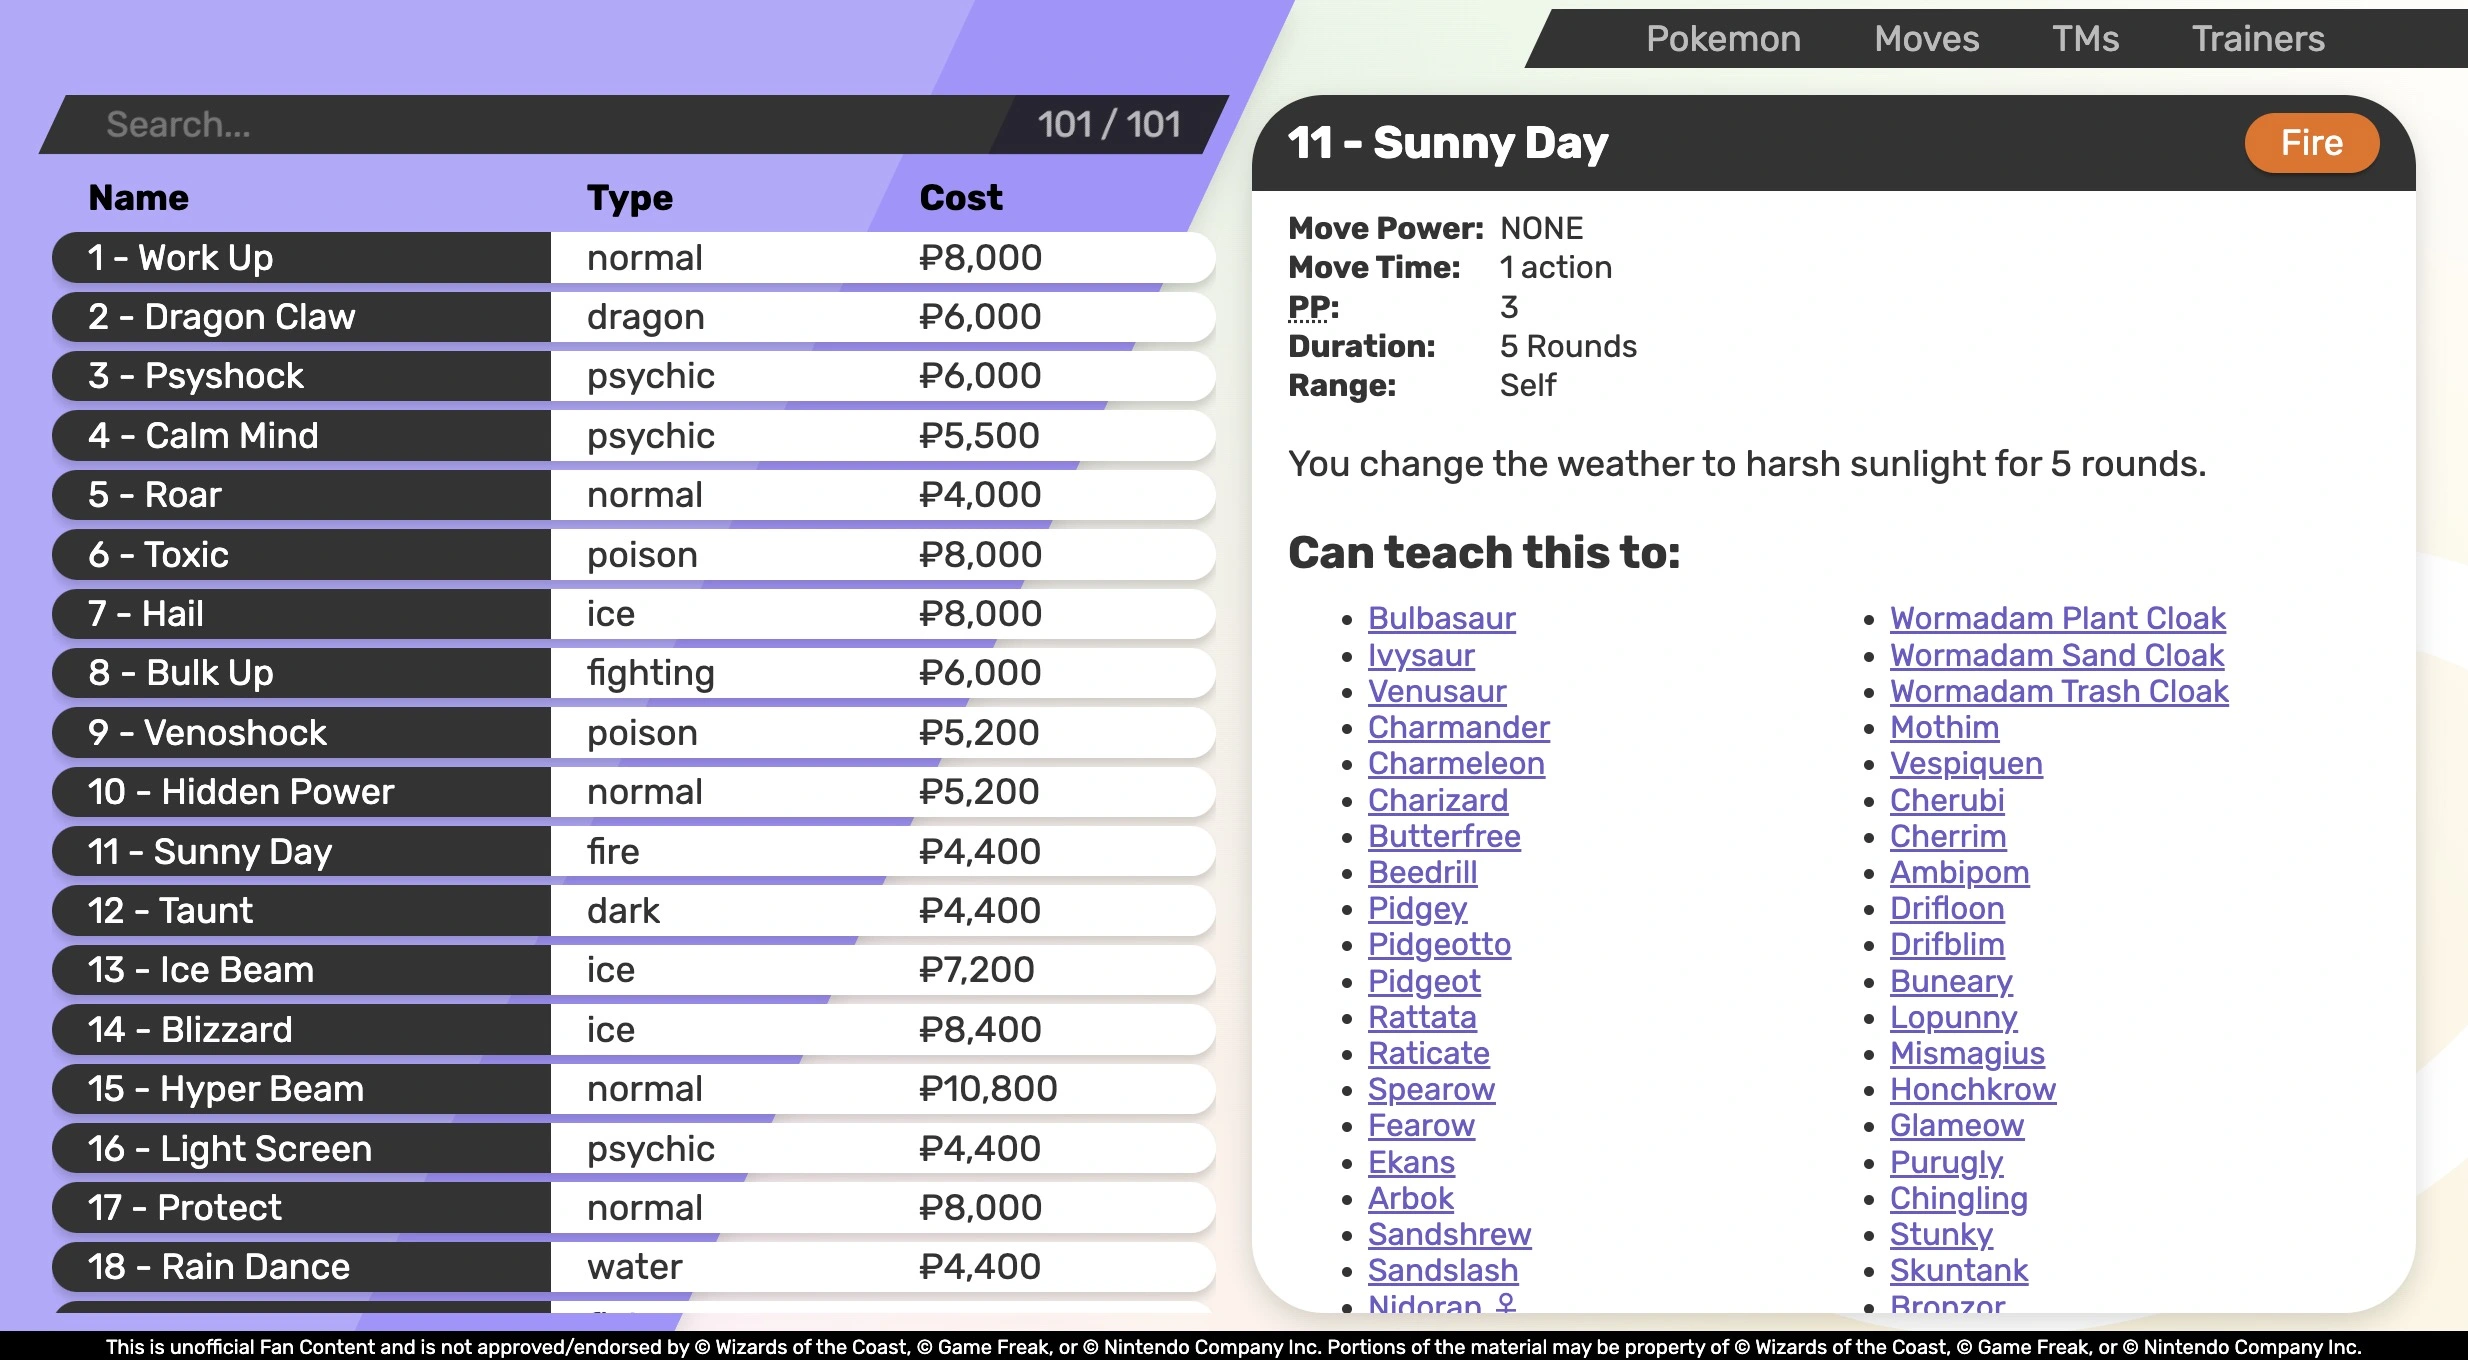 Pokemon Moves TMs Trainers
Search... 101 / 101
Name Type Cost
1 - Work Up normal ₽8,000
2 - Dragon Claw dragon ₽6,000
3 - Psyshock psychic ₽6,000
4 - Calm Mind psychic ₽5,500
5 - Roar normal ₽4,000
6 - Toxic poison ₽8,000
7 - Hail ice ₽8,000
8 - Bulk Up fighting ₽6,000
9 - Venoshock poison ₽5,200
10 - Hidden Power normal ₽5,200
11 - Sunny Day fire ₽4,400
12 - Taunt dark ₽4,400
13 - Ice Beam ice ₽7,200
14 - Blizzard ice ₽8,400
15 - Hyper Beam normal ₽10,800
16 - Light Screen psychic ₽4,400
17 - Protect normal ₽8,000
18 - Rain Dance water ₽4,400
11 - Sunny Day Fire
Move Power: NONE
Move Time: 1 action
PP: 3
Duration: 5 Rounds
Range: Self
You change the weather to harsh sunlight for 5 rounds.
Can teach this to:
Bulbasaur
Ivysaur
Venusaur
Charmander
Charmeleon
Charizard
Butterfree
Beedrill
Pidgey
Pidgeotto
Pidgeot
Rattata
Raticate
Spearow
Fearow
Ekans
Arbok
Sandshrew
Sandslash
Nidoran ♀
Wormadam Plant Cloak
Wormadam Sand Cloak
Wormadam Trash Cloak
Mothim
Vespiquen
Cherubi
Cherrim
Ambipom
Drifloon
Drifblim
Buneary
Lopunny
Mismagius
Honchkrow
Glameow
Purugly
Chingling
Stunky
Skuntank
Bronzor
This is unofficial Fan Content and is not approved/endorsed by © Wizards of the Coast, © Game Freak, or © Nintendo Company Inc. Portions of the material may be property of © Wizards of the Coast, © Game Freak, or © Nintendo Company Inc.